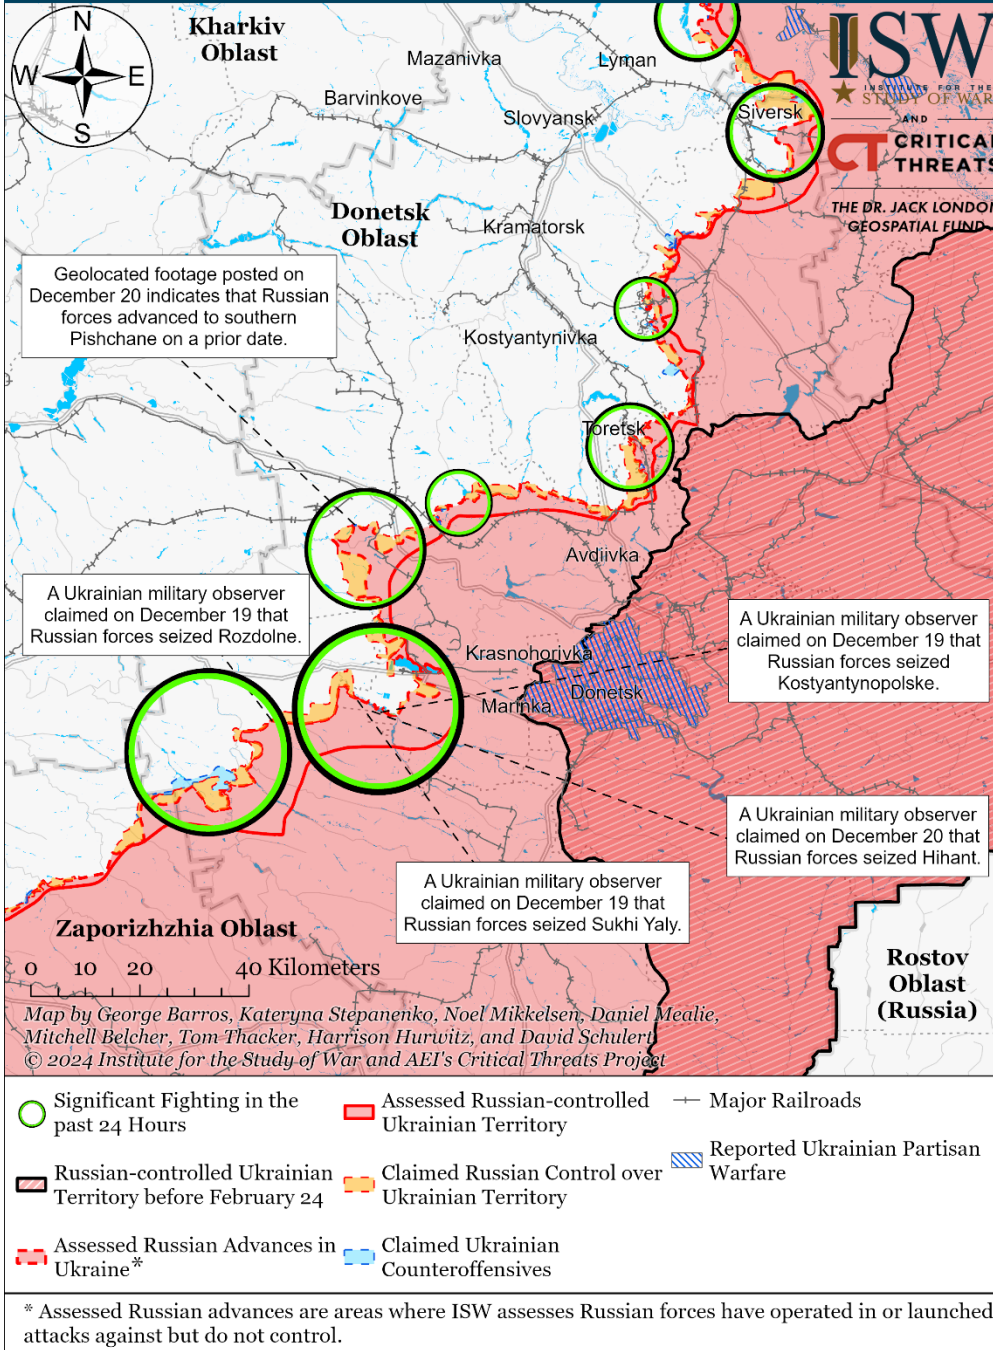 N
W E
S
Kharkiv
Oblast
Mazanivka
Lyman
Barvinkove
Slovyansk
Siversk
ISW
INSTITUTE FOR THE
STUDY OF WAR
AND
CT CRITICAL
THREATS
THE DR. JACK LONDON
GEOSPATIAL FUND
Donetsk
Oblast
Kramatorsk
Geolocated footage posted on
December 20 indicates that Russian
forces advanced to southern
Pishchane on a prior date.
Kostyantynivka
Toretsk
Avdiivka
A Ukrainian military observer
claimed on December 19 that
Russian forces seized Rozdolne.
Krasnohorivka
Donetsk
Marinka
A Ukrainian military observer
claimed on December 19 that
Russian forces seized
Kostyantynopolske.
A Ukrainian military observer
claimed on December 20 that
Russian forces seized Hihant.
A Ukrainian military observer
claimed on December 19 that
Russian forces seized Sukhi Yaly.
Zaporizhzhia Oblast
Rostov
Oblast
(Russia)
0 10 20 40 Kilometers
Map by George Barros, Kateryna Stepanenko, Noel Mikkelsen, Daniel Mealie,
Mitchell Belcher, Tom Thacker, Harrison Hurwitz, and David Schulert
© 2024 Institute for the Study of War and AEI's Critical Threats Project
Significant Fighting in the
past 24 Hours
Russian-controlled Ukrainian
Territory before February 24
Assessed Russian Advances in
Ukraine*
Assessed Russian-controlled
Ukrainian Territory
Claimed Russian Control over
Ukrainian Territory
Claimed Ukrainian
Counteroffensives
Major Railroads
Reported Ukrainian Partisan
Warfare
* Assessed Russian advances are areas where ISW assesses Russian forces have operated in or launched
attacks against but do not control.